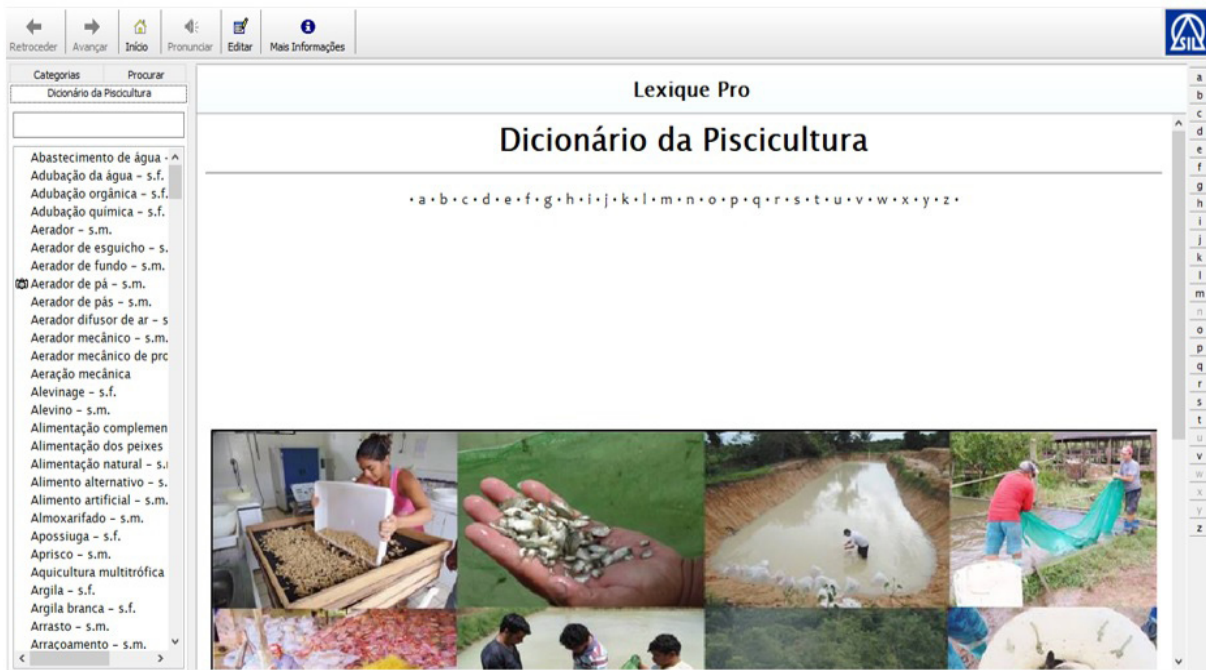 Retroceder Avançar Início Pronunciar Editar Mais Informações
SIL
Categorias Procurar
Dicionário da Piscicultura
Abastecimento de água -
Adubação da água – s.f.
Adubação orgânica – s.f.
Adubação química – s.f.
Aerador – s.m.
Aerador de esguicho – s.
Aerador de fundo – s.m.
Aerador de pá – s.m.
Aerador de pás – s.m.
Aerador difusor de ar – s
Aerador mecânico – s.m.
Aerador mecânico de pro
Aeração mecânica
Alevinage – s.f.
Alevino – s.m.
Alimentação complemen
Alimentação dos peixes
Alimentação natural – s.
Alimento alternativo – s.
Alimento artificial – s.m.
Almoxarifado – s.m.
Apossiuga – s.f.
Aprisco – s.m.
Aquicultura multitrófica
Argila – s.f.
Argila branca – s.f.
Arrasto – s.m.
Arraçoamento – s.m.
Lexique Pro
Dicionário da Piscicultura
· a · b · c · d · e · f · g · h · i · j · k · l · m · n · o · p · q · r · s · t · u · v · w · x · y · z ·
a
b
c
d
e
f
g
h
i
j
k
l
m
n
o
p
q
r
s
t
u
v
w
x
y
z